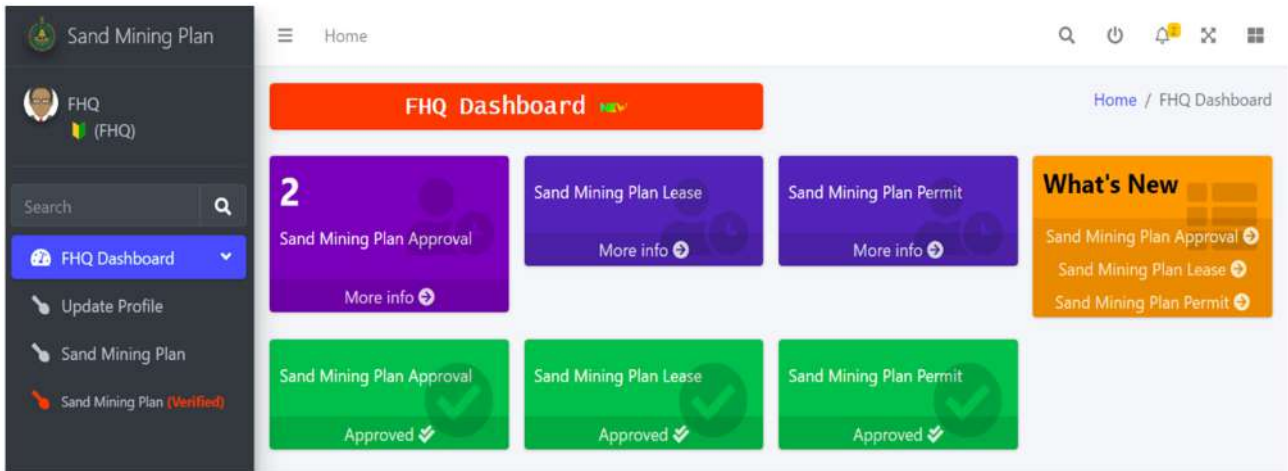 Sand Mining Plan
Home
2
FHQ
(FHQ)
Search
FHQ Dashboard
Update Profile
Sand Mining Plan
Sand Mining Plan (Verified)
FHQ Dashboard NEW
Home / FHQ Dashboard
2
Sand Mining Plan Approval
More info
Sand Mining Plan Lease
More info
Sand Mining Plan Permit
More info
What's New
Sand Mining Plan Approval
Sand Mining Plan Lease
Sand Mining Plan Permit
Sand Mining Plan Approval
Approved
Sand Mining Plan Lease
Approved
Sand Mining Plan Permit
Approved